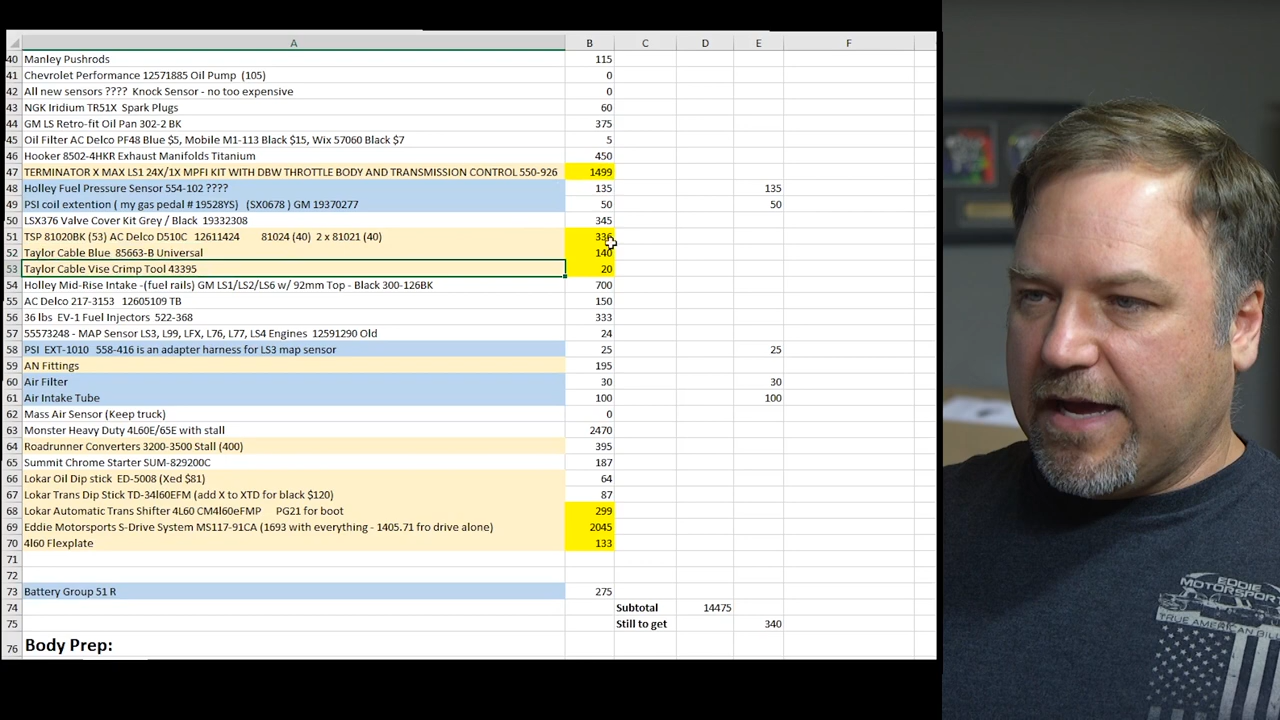 A B C D E F
40 Manley Pushrods 115
41 Chevrolet Performance 12571885 Oil Pump (105) 0
42 All new sensors ???? Knock Sensor - no too expensive 0
43 NGK Iridium TR51X Spark Plugs 60
44 GM LS Retro-fit Oil Pan 302-2 BK 375
45 Oil Filter AC Delco PF48 Blue $5, Mobile M1-113 Black $15, Wix 57060 Black $7 5
46 Hooker 8502-4HKR Exhaust Manifolds Titanium 450
47 TERMINATOR X MAX LS1 24X/1X MPFI KIT WITH DBW THROTTLE BODY AND TRANSMISSION CONTROL 550-926 1499
48 Holley Fuel Pressure Sensor 554-102 ???? 135 135
49 PSI coil extention ( my gas pedal # 19528YS) (SX0678 ) GM 19370277 50 50
50 LSX376 Valve Cover Kit Grey / Black 19332308 345
51 TSP 81020BK (53) AC Delco D510C 12611424 81024 (40) 2 x 81021 (40) 336
52 Taylor Cable Blue 85663-B Universal 140
53 Taylor Cable Vise Crimp Tool 43395 20
54 Holley Mid-Rise Intake -(fuel rails) GM LS1/LS2/LS6 w/ 92mm Top - Black 300-126BK 700
55 AC Delco 217-3153 12605109 TB 150
56 36 lbs EV-1 Fuel Injectors 522-368 333
57 55573248 - MAP Sensor LS3, L99, LFX, L76, L77, LS4 Engines 12591290 Old 24
58 PSI EXT-1010 558-416 is an adapter harness for LS3 map sensor 25 25
59 AN Fittings 195
60 Air Filter 30 30
61 Air Intake Tube 100 100
62 Mass Air Sensor (Keep truck) 0
63 Monster Heavy Duty 4L60E/65E with stall 2470
64 Roadrunner Converters 3200-3500 Stall (400) 395
65 Summit Chrome Starter SUM-829200C 187
66 Lokar Oil Dip stick ED-5008 (Xed $81) 64
67 Lokar Trans Dip Stick TD-34l60EFM (add X to XTD for black $120) 87
68 Lokar Automatic Trans Shifter 4L60 CM4l60eFMP PG21 for boot 299
69 Eddie Motorsports S-Drive System MS117-91CA (1693 with everything - 1405.71 fro drive alone) 2045
70 4l60 Flexplate 133
71
72
73 Battery Group 51 R 275
74 Subtotal 14475
75 Still to get 340
76 Body Prep:
EDDIE
MOTORSPORT
TRUE AMERICAN BIL